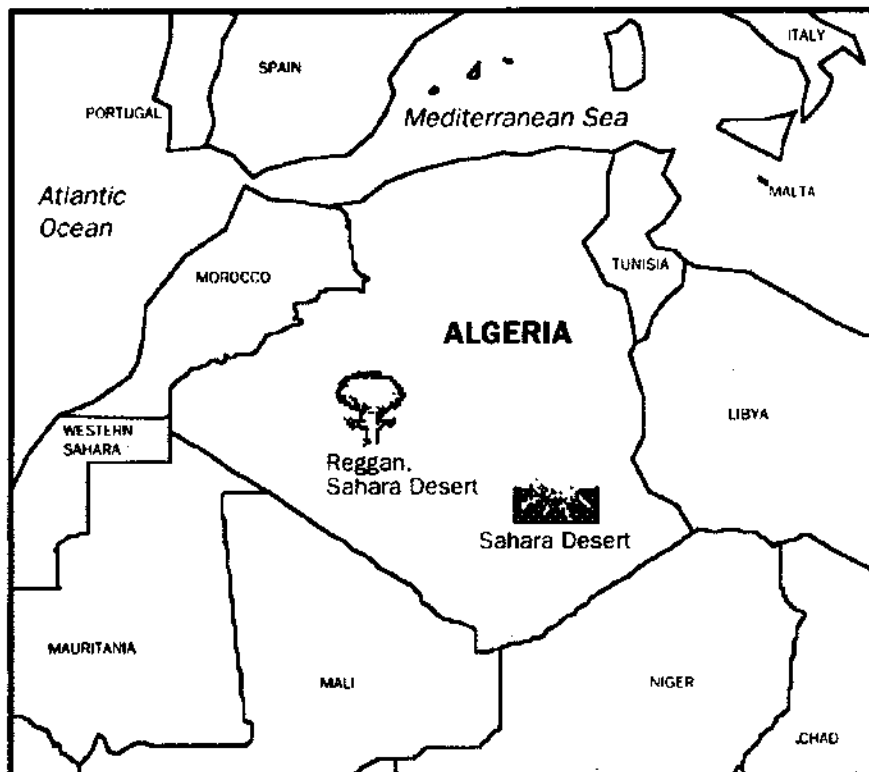 ITALY
SPAIN
PORTUGAL
Mediterranean Sea
Atlantic
Ocean
MALTA
TUNISIA
MOROCCO
ALGERIA
LIBYA
WESTERN
SAHARA
Reggan,
Sahara Desert
Sahara Desert
MAURITANIA
MALI
NIGER
CHAD